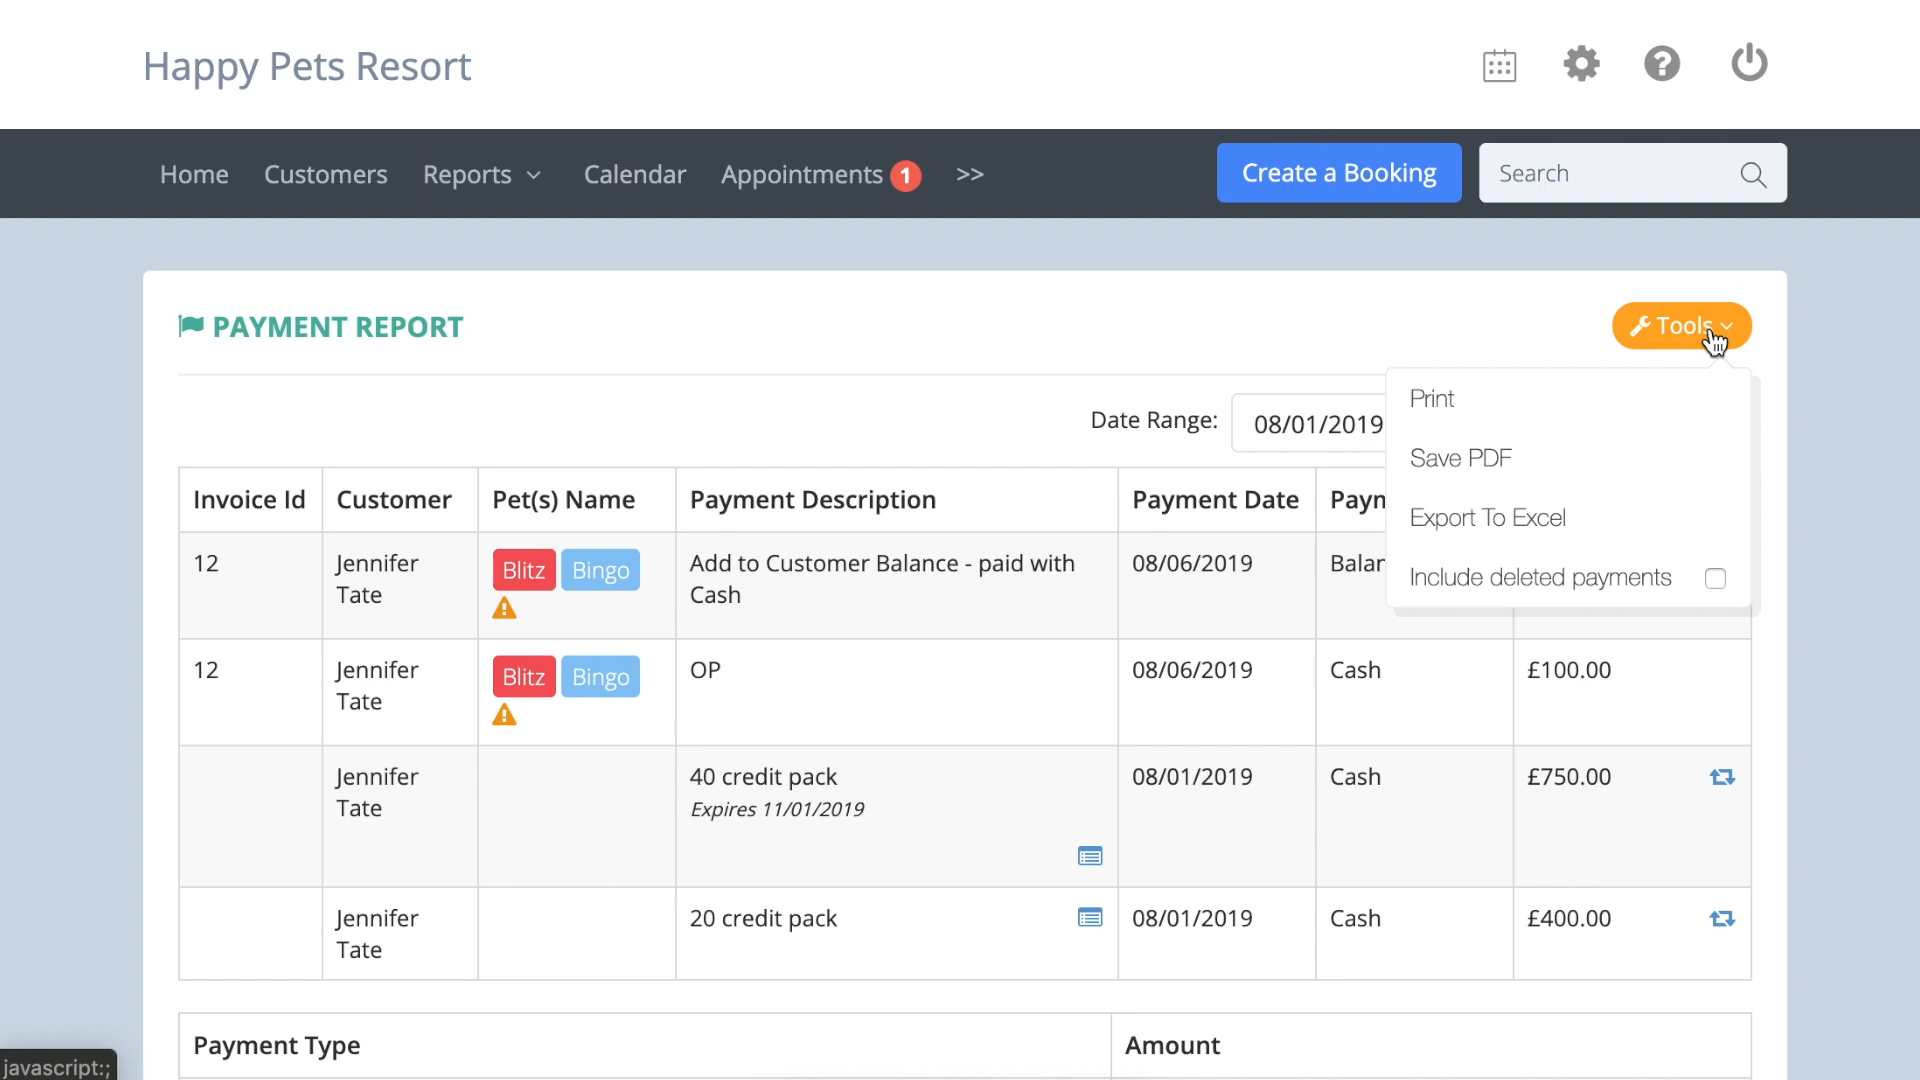 Happy Pets Resort
Home Customers Reports Calendar Appointments 1 >> Create a Booking Search
PAYMENT REPORT
Tools
Print
Date Range: 08/01/2019
Save PDF
Export To Excel
Include deleted payments
Invoice Id Customer Pet(s) Name Payment Description Payment Date
12 Jennifer Blitz Bingo Add to Customer Balance - paid with 08/06/2019
Tate Cash
12 Jennifer Blitz Bingo OP 08/06/2019 Cash £100.00
Tate
Jennifer 40 credit pack 08/01/2019 Cash £750.00
Tate Expires 11/01/2019
Jennifer 20 credit pack 08/01/2019 Cash £400.00
Tate
Payment Type Amount
javascript:;